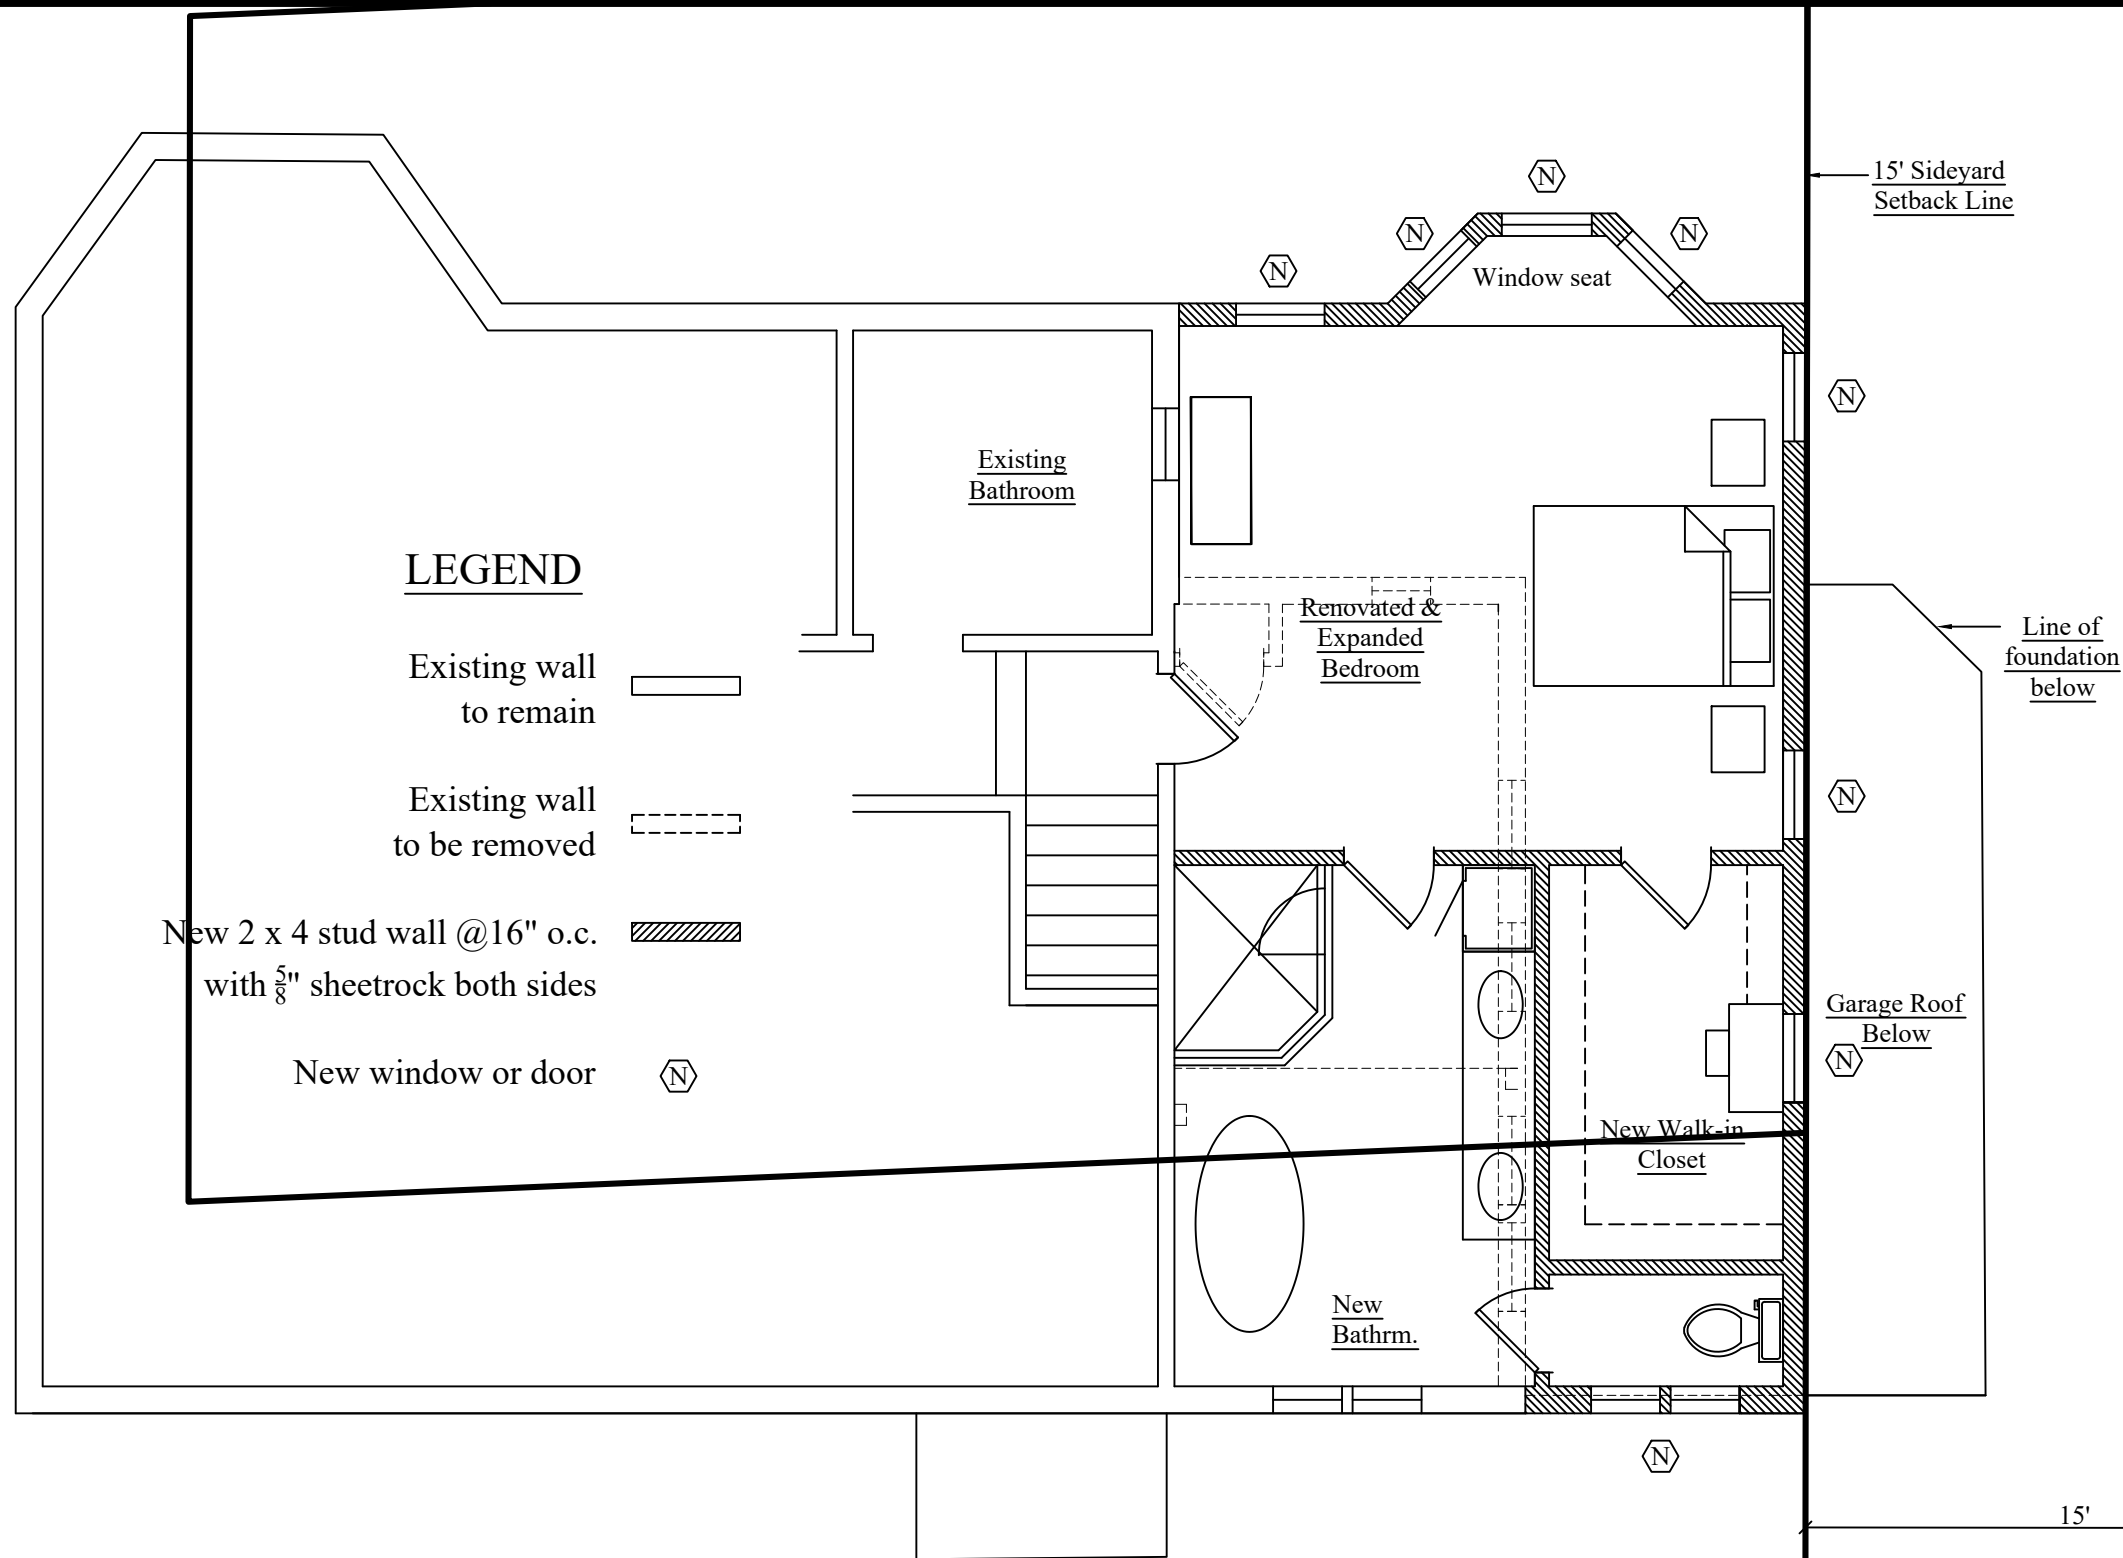 N
15' Sideyard
Setback Line
N
N
N
Window seat
N
Existing
Bathroom
LEGEND
Renovated &
Expanded
Bedroom
Line of
foundation
below
Existing wall
to remain
Existing wall
to be removed
N
New 2 x 4 stud wall @16" o.c.
with 5/8" sheetrock both sides
New window or door
N
Garage Roof
Below
N
New Walk-in
Closet
New
Bathrm.
N
15'